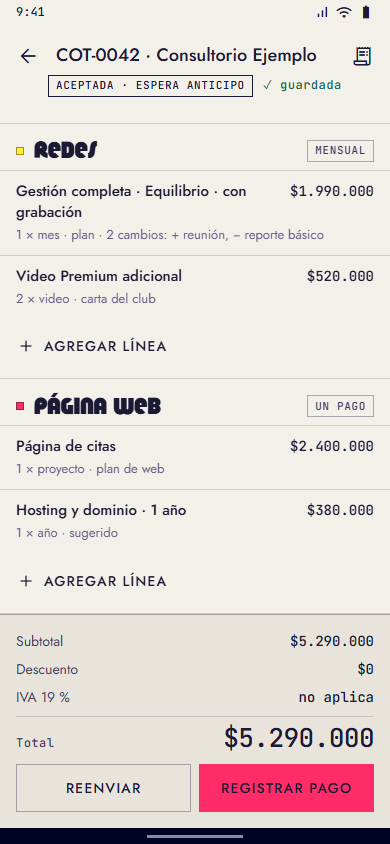 9:41
COT-0042 · Consultorio Ejemplo
ACEPTADA · ESPERA ANTICIPO ✓ guardada
REDES MENSUAL
Gestión completa · Equilibrio · con $1.990.000
grabación
1 × mes · plan · 2 cambios: + reunión, − reporte básico
Video Premium adicional $520.000
2 × video · carta del club
+ AGREGAR LÍNEA
PÁGINA WEB UN PAGO
Página de citas $2.400.000
1 × proyecto · plan de web
Hosting y dominio · 1 año $380.000
1 × año · sugerido
+ AGREGAR LÍNEA
Subtotal $5.290.000
Descuento $0
IVA 19 % no aplica
Total $5.290.000
REENVIAR REGISTRAR PAGO